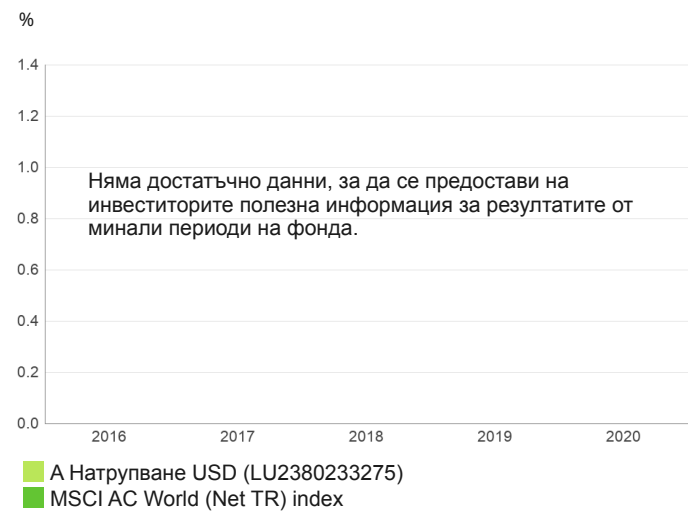 %
1.4
1.2
1.0
Няма достатъчно данни, за да се предостави на
инвеститорите полезна информация за резултатите от
0.8
минали периоди на фонда.
0.6
0.4
0.2
0.0
2016 2017 2018 2019 2020
А Натрупване USD (LU2380233275)
MSCI AC World (Net TR) index